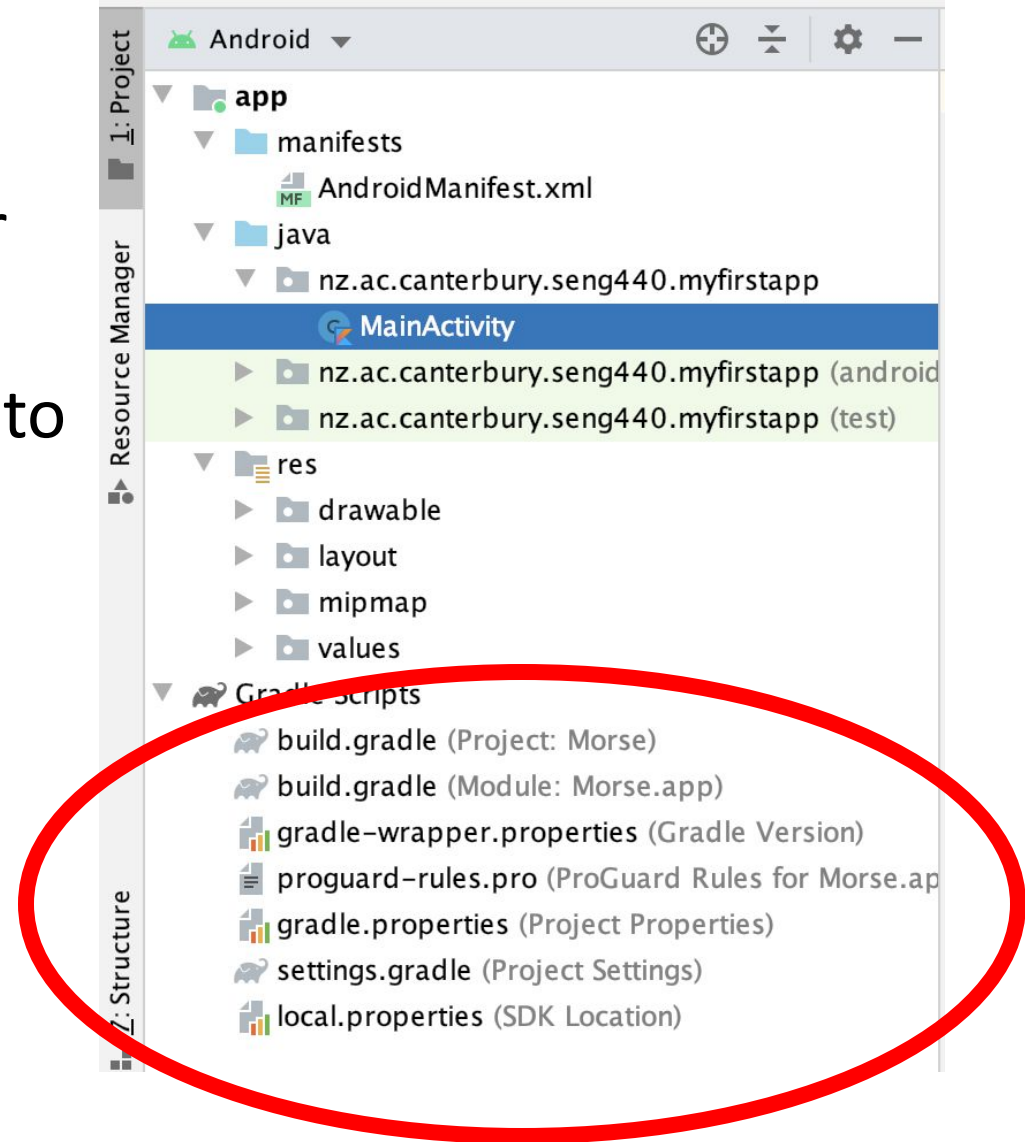 r
to
1: Project
Resource Manager
Z: Structure
Android
app
manifests
MF AndroidManifest.xml
java
nz.ac.canterbury.seng440.myfirstapp
MainActivity
nz.ac.canterbury.seng440.myfirstapp (android
nz.ac.canterbury.seng440.myfirstapp (test)
res
drawable
layout
mipmap
values
Gradle Scripts
build.gradle (Project: Morse)
build.gradle (Module: Morse.app)
gradle-wrapper.properties (Gradle Version)
proguard-rules.pro (ProGuard Rules for Morse.ap
gradle.properties (Project Properties)
settings.gradle (Project Settings)
local.properties (SDK Location)